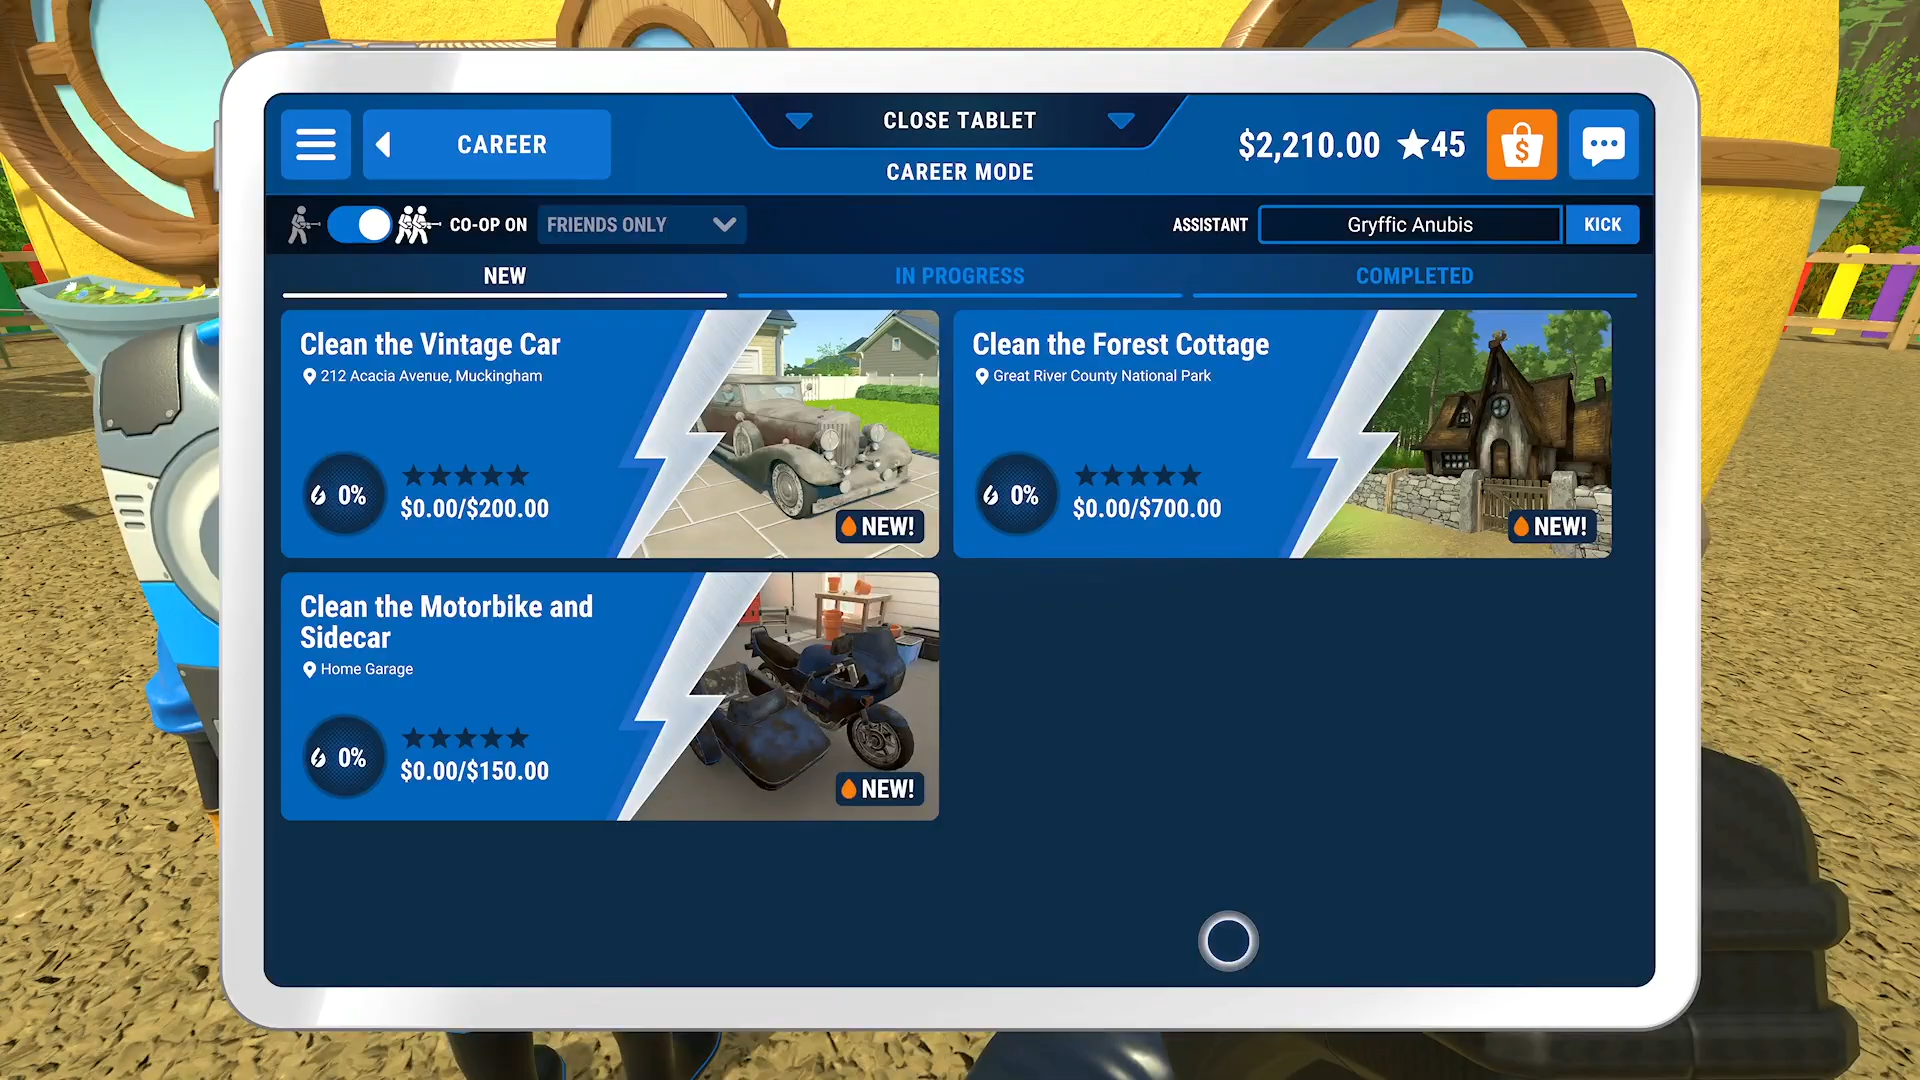 CLOSE TABLET
CAREER
$2,210.00 ★45
CAREER MODE
CO-OP ON
FRIENDS ONLY
ASSISTANT
Gryffic Anubis
KICK
NEW
IN PROGRESS
COMPLETED
Clean the Vintage Car
212 Acacia Avenue, Muckingham
0%
$0.00/$200.00
NEW!
Clean the Forest Cottage
Great River County National Park
0%
$0.00/$700.00
NEW!
Clean the Motorbike and
Sidecar
Home Garage
0%
$0.00/$150.00
NEW!